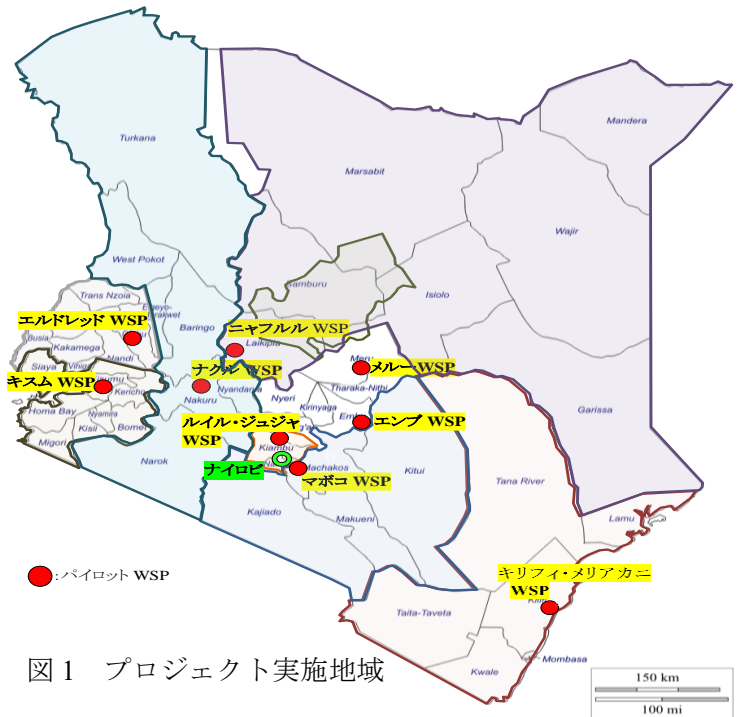 Turkana
Mandera
Marsabit
Wajir
West Pokot
Samburu
Isiolo
Trans Nzoia
エルドレッド WSP
Baringo
ニャフルル WSP
Laikipia
Busia
Kakamega
Nandi
Siaya
Vihiga
メルー WSP
キスム WSP
ナクル WSP
Tharaka-Nithi
Kericho
Nyandarua
Nyeri
Nakuru
Kirinyaga
Homa Bay
Nyamira
Kisii
Bomet
Migori
ルイル・ジュジャ
WSP
エンブ WSP
Garissa
Kiambu
Narok
ナイロビ
Machakos
マボコ WSP
Kitui
Tana River
Kajiado
Makueni
Lamu
:パイロット WSP
キリフィ・メリアカニ
WSP
Taita-Taveta
Kwale
Mombasa
図 1 プロジェクト実施地域
150 km
100 mi